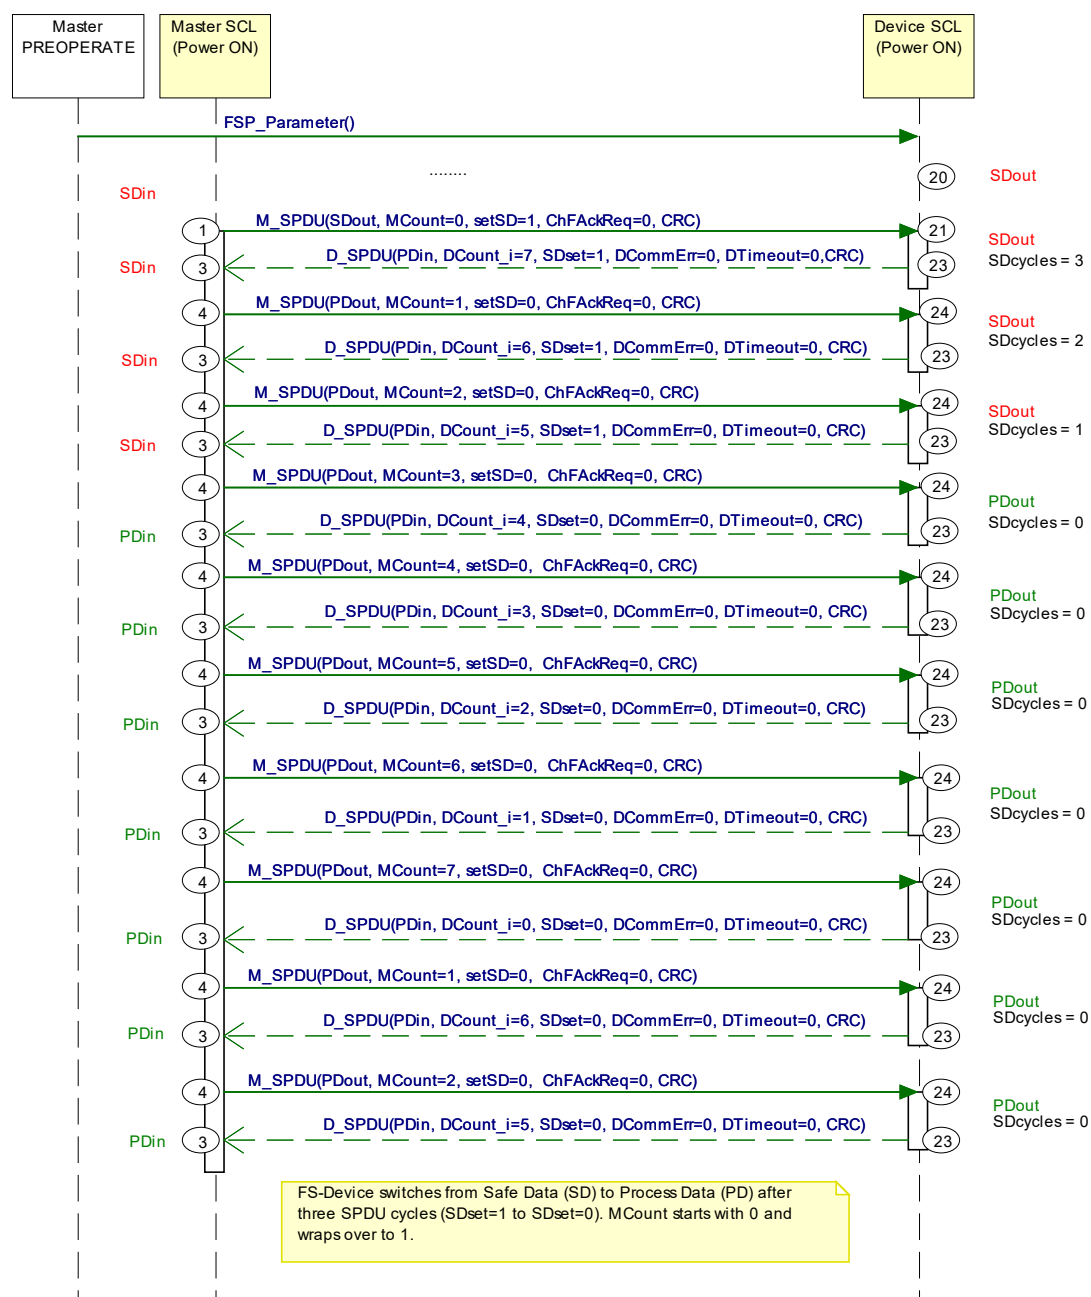 Master
PREOPERATE
Master SCL
(Power ON)
Device SCL
(Power ON)
FSP_Parameter()
........
20
SDout
SDin
1
M_SPDU(SDout, MCount=0, setSD=1, ChFAckReq=0, CRC)
21
SDout
SDcycles = 3
SDin
3
D_SPDU(PDin, DCount_i=7, SDset=1, DCommErr=0, DTimeout=0,CRC)
23
4
M_SPDU(PDout, MCount=1, setSD=0, ChFAckReq=0, CRC)
24
SDout
SDcycles = 2
SDin
3
D_SPDU(PDin, DCount_i=6, SDset=1, DCommErr=0, DTimeout=0, CRC)
23
4
M_SPDU(PDout, MCount=2, setSD=0, ChFAckReq=0, CRC)
24
SDout
SDcycles = 1
SDin
3
D_SPDU(PDin, DCount_i=5, SDset=1, DCommErr=0, DTimeout=0, CRC)
23
4
M_SPDU(PDout, MCount=3, setSD=0, ChFAckReq=0, CRC)
24
PDout
SDcycles = 0
PDin
3
D_SPDU(PDin, DCount_i=4, SDset=0, DCommErr=0, DTimeout=0, CRC)
23
4
M_SPDU(PDout, MCount=4, setSD=0, ChFAckReq=0, CRC)
24
PDout
SDcycles = 0
PDin
3
D_SPDU(PDin, DCount_i=3, SDset=0, DCommErr=0, DTimeout=0, CRC)
23
4
M_SPDU(PDout, MCount=5, setSD=0, ChFAckReq=0, CRC)
24
PDout
SDcycles = 0
PDin
3
D_SPDU(PDin, DCount_i=2, SDset=0, DCommErr=0, DTimeout=0, CRC)
23
4
M_SPDU(PDout, MCount=6, setSD=0, ChFAckReq=0, CRC)
24
PDout
SDcycles = 0
PDin
3
D_SPDU(PDin, DCount_i=1, SDset=0, DCommErr=0, DTimeout=0, CRC)
23
4
M_SPDU(PDout, MCount=7, setSD=0, ChFAckReq=0, CRC)
24
PDout
SDcycles = 0
PDin
3
D_SPDU(PDin, DCount_i=0, SDset=0, DCommErr=0, DTimeout=0, CRC)
23
4
M_SPDU(PDout, MCount=1, setSD=0, ChFAckReq=0, CRC)
24
PDout
SDcycles = 0
PDin
3
D_SPDU(PDin, DCount_i=6, SDset=0, DCommErr=0, DTimeout=0, CRC)
23
4
M_SPDU(PDout, MCount=2, setSD=0, ChFAckReq=0, CRC)
24
PDout
SDcycles = 0
PDin
3
D_SPDU(PDin, DCount_i=5, SDset=0, DCommErr=0, DTimeout=0, CRC)
23
FS-Device switches from Safe Data (SD) to Process Data (PD) after
three SPDU cycles (SDset=1 to SDset=0). MCount starts with 0 and
wraps over to 1.